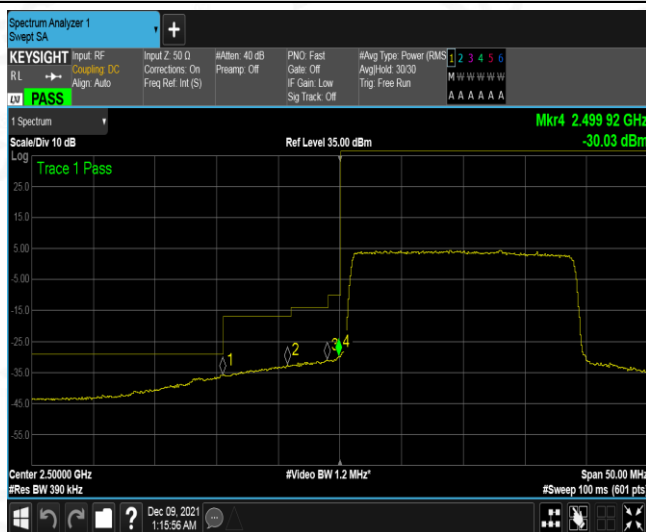 Spectrum Analyzer 1
Swept SA
+
KEYSIGHT
RL
LXI PASS
Input: RF
Coupling: DC
Align: Auto
Input Z: 50 Ω
Corrections: On
Freq Ref: Int (S)
#Atten: 40 dB
Preamp: Off
PNO: Fast
Gate: Off
IF Gain: Low
Sig Track: Off
#Avg Type: Power (RMS
Avg|Hold: 30/30
Trig: Free Run
1 2 3 4 5 6
M W W W W W
A A A A A A
1 Spectrum
Mkr4 2.499 92 GHz
-30.03 dBm
Scale/Div 10 dB
Ref Level 35.00 dBm
Log
Trace 1 Pass
25.0
15.0
5.00
-5.00
-15.0
-25.0
-35.0
-45.0
-55.0
1
2
3
4
Center 2.50000 GHz
#Video BW 1.2 MHz*
Span 50.00 MHz
#Res BW 390 kHz
#Sweep 100 ms (601 pts)
?
Dec 09, 2021
1:15:56 AM